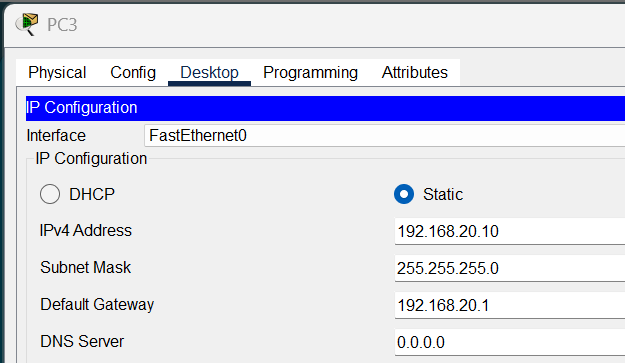 PC3
Physical Config Desktop Programming Attributes
IP Configuration
Interface FastEthernet0
IP Configuration
DHCP Static
IPv4 Address 192.168.20.10
Subnet Mask 255.255.255.0
Default Gateway 192.168.20.1
DNS Server 0.0.0.0